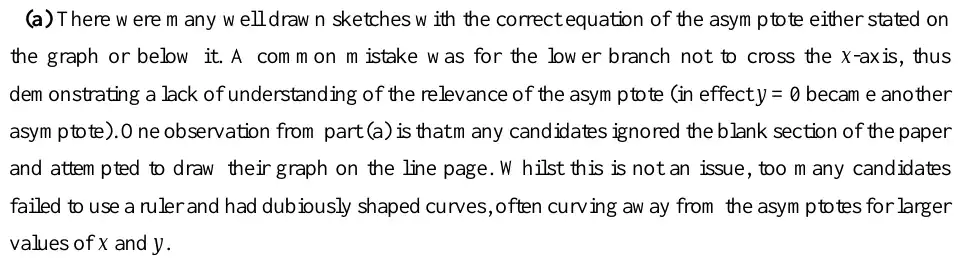 (a) There were many well drawn sketches with the correct equation of the asymptote either stated on
the graph or below it. A common mistake was for the lower branch not to cross the x-axis, thus
demonstrating a lack of understanding of the relevance of the asymptote (in effect y = 0 became another
asymptote). One observation from part (a) is that many candidates ignored the blank section of the paper
and attempted to draw their graph on the line page. Whilst this is not an issue, too many candidates
failed to use a ruler and had dubiously shaped curves, often curving away from the asymptotes for larger
values of x and y.